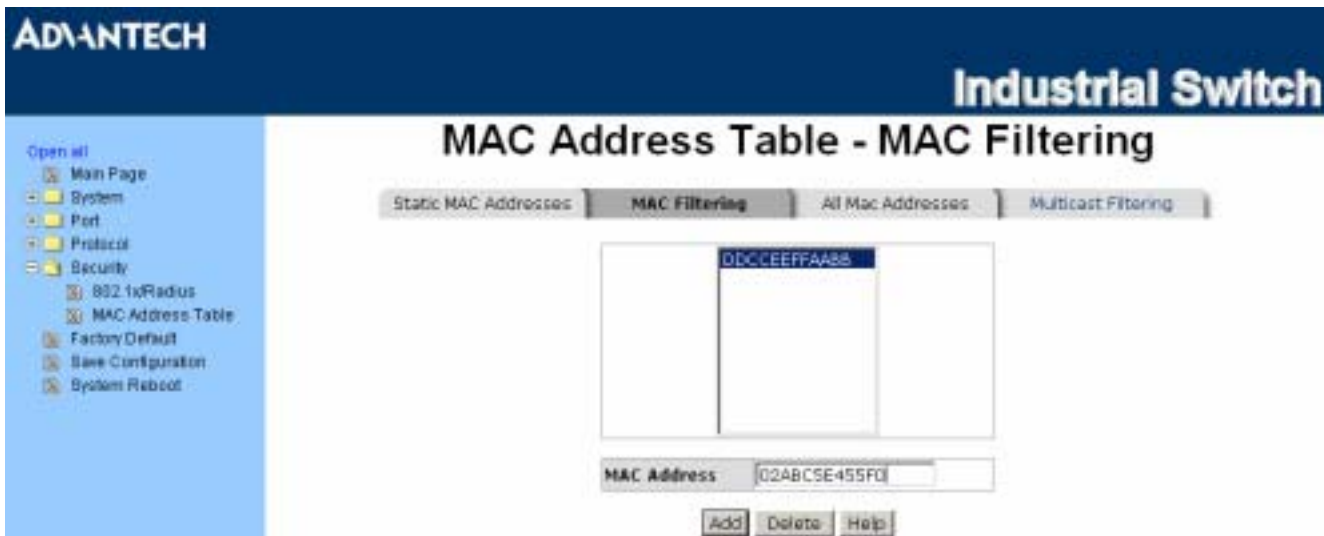 ADVANTECH
Industrial Switch
MAC Address Table - MAC Filtering
Open all
Main Page
System
Port
Protocol
Security
802.1x/Radius
MAC Address Table
Factory Default
Save Configuration
System Reboot
Static MAC Addresses
MAC Filtering
All Mac Addresses
Multicast Filtering
DDCCEEFFAABB
MAC Address
02ABC5E455F0
Add
Delete
Help